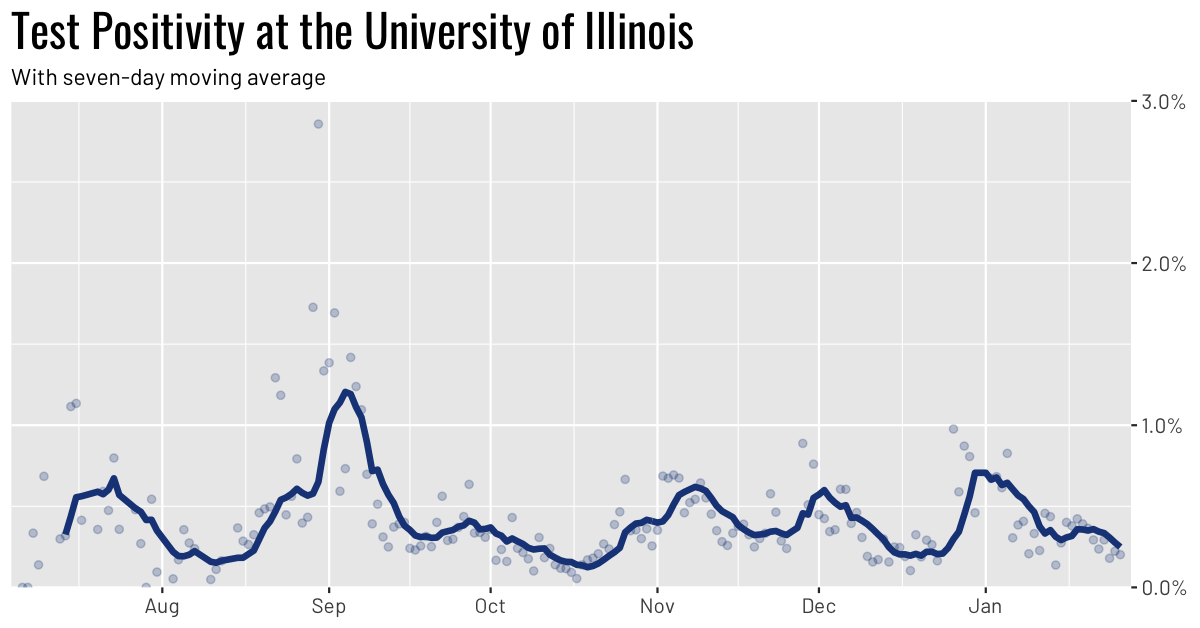 Test Positivity at the University of Illinois
With seven-day moving average
3.0%
2.0%
1.0%
0.0%
Aug Sep Oct Nov Dec Jan